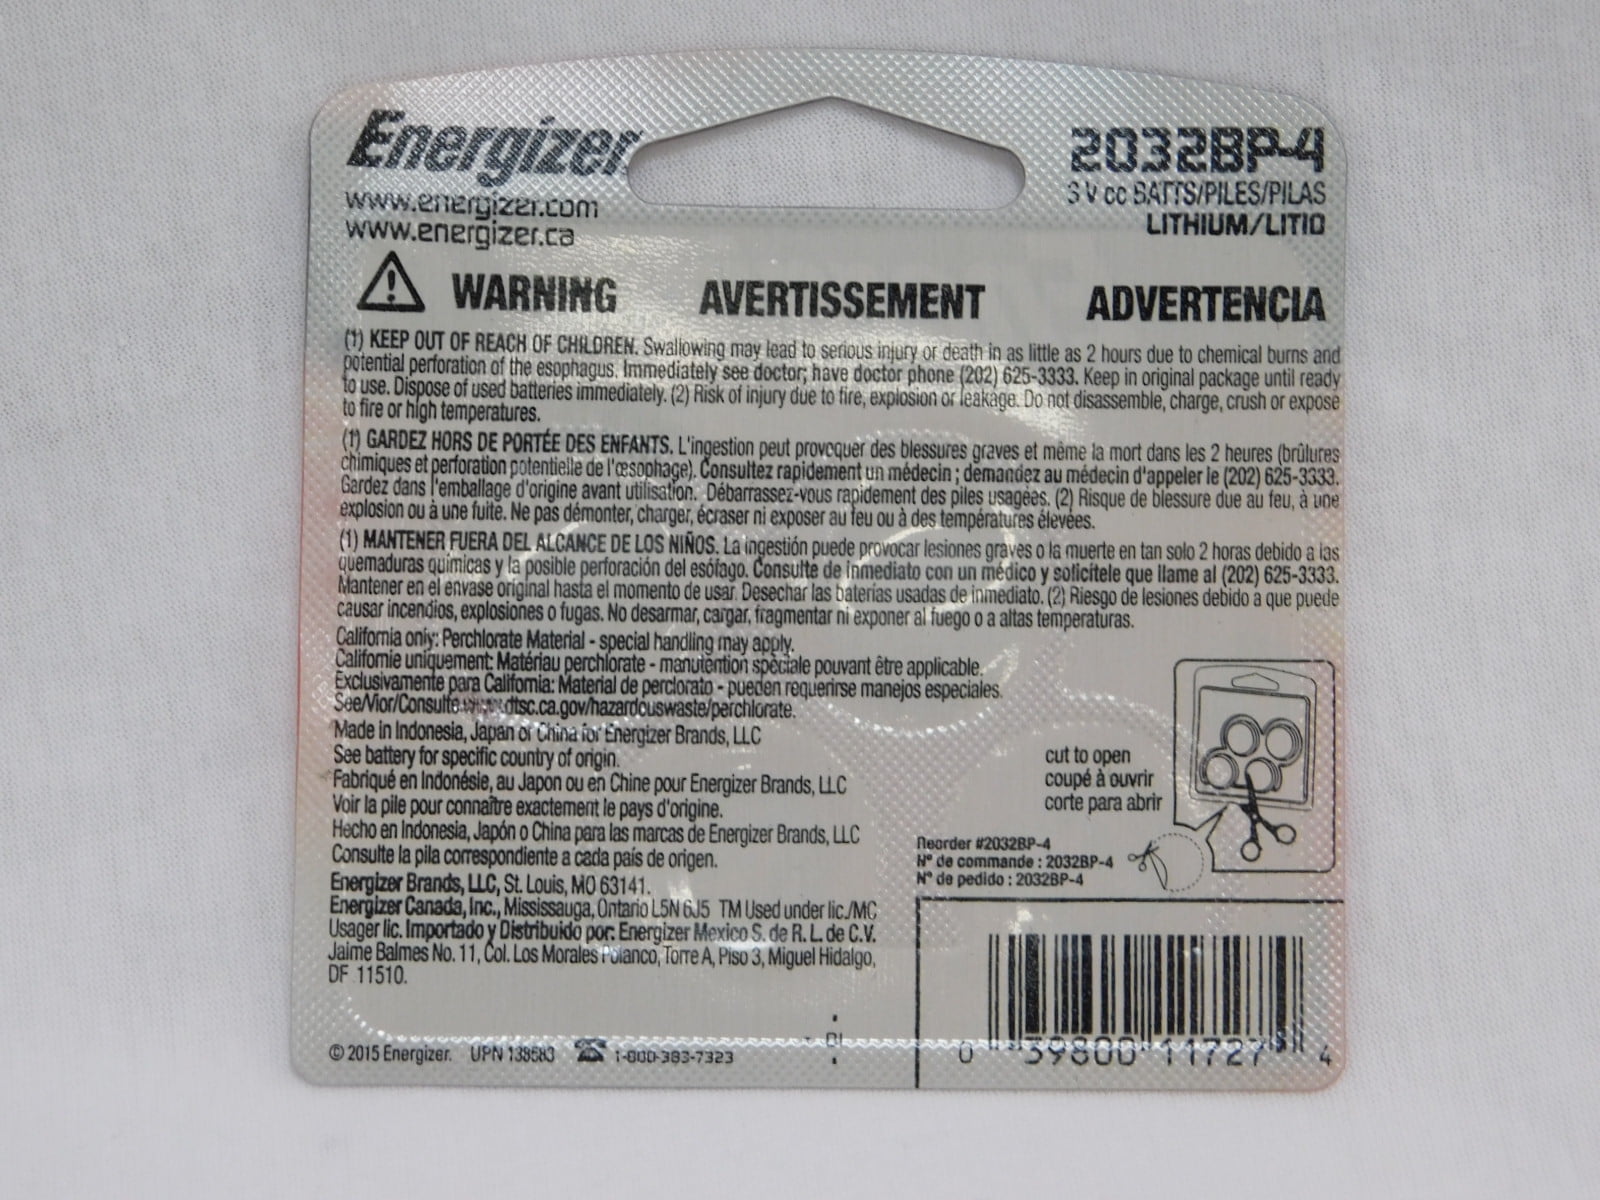 Energizer
www.energizer.com
www.energizer.ca
2032BP-4
3 V cc BATTS/PILES/PILAS
LITHIUM/LITIO
WARNING AVERTISSEMENT ADVERTENCIA
(1) KEEP OUT OF REACH OF CHILDREN. Swallowing may lead to serious injury or death in as little as 2 hours due to chemical burns and
potential perforation of the esophagus. Immediately see doctor; have doctor phone (202) 625-3333. Keep in original package until ready
to use. Dispose of used batteries immediately. (2) Risk of injury due to fire, explosion or leakage. Do not disassemble, charge, crush or expose
to fire or high temperatures.
(1) GARDEZ HORS DE PORTÉE DES ENFANTS. L'ingestion peut provoquer des blessures graves et même la mort dans les 2 heures (brûlures
chimiques et perforation potentielle de l'œsophage). Consultez rapidement un médecin ; demandez au médecin d'appeler le (202) 625-3333.
Gardez dans l'emballage d'origine avant utilisation. Débarrassez-vous rapidement des piles usagées. (2) Risque de blessure due au feu, à une
explosion ou à une fuite. Ne pas démonter, charger, écraser ni exposer au feu ou à des températures élevées.
(1) MANTENER FUERA DEL ALCANCE DE LOS NIÑOS. La ingestión puede provocar lesiones graves o la muerte en tan solo 2 horas debido a las
quemaduras químicas y la posible perforación del esófago. Consulte de inmediato con un médico y solicítele que llame al (202) 625-3333.
Mantener en el envase original hasta el momento de usar. Desechar las baterías usadas de inmediato. (2) Riesgo de lesiones debido a que puede
causar incendios, explosiones o fugas. No desarmar, cargar, fragmentar ni exponer al fuego o a altas temperaturas.
California only: Perchlorate Material - special handling may apply.
Californie uniquement: Matériau perchlorate - manutention spéciale pouvant être applicable.
Exclusivamente para California: Material de perclorato - pueden requerirse manejos especiales.
See/Vior/Consulte www.dtsc.ca.gov/hazardouswaste/perchlorate.
Made in Indonesia, Japan or China for Energizer Brands, LLC
See battery for specific country of origin.
Fabriqué en Indonésie, au Japon ou en Chine pour Energizer Brands, LLC
Voir la pile pour connaître exactement le pays d'origine.
Hecho en Indonesia, Japón o China para las marcas de Energizer Brands, LLC
Consulte la pila correspondiente a cada país de origen.
Energizer Brands, LLC, St. Louis, MO 63141.
Energizer Canada, Inc., Mississauga, Ontario L5N 6J5 TM Used under lic./MC
Usager lic. Importado y Distribuido por: Energizer Mexico S. de R. L. de C.V.
Jaime Balmes No. 11, Col. Los Morales Polanco, Torre A, Piso 3, Miguel Hidalgo,
DF 11510.
© 2015 Energizer. UPN 138583 1-800-383-7323
cut to open
coupé à ouvrir
corte para abrir
Reorder #2032BP-4
N° de commande : 2032BP-4
N° de pedido : 2032BP-4
0 39800 11727 4